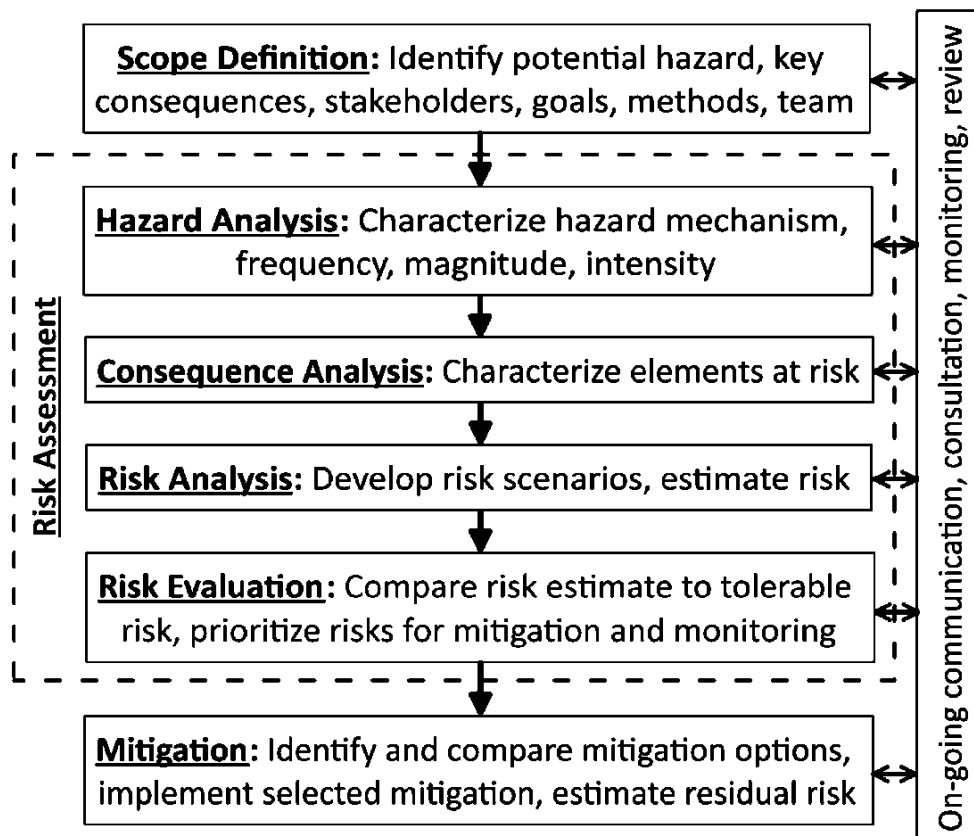 Scope Definition: Identify potential hazard, key
consequences, stakeholders, goals, methods, team
Risk Assessment
Hazard Analysis: Characterize hazard mechanism,
frequency, magnitude, intensity
Consequence Analysis: Characterize elements at risk
Risk Analysis: Develop risk scenarios, estimate risk
Risk Evaluation: Compare risk estimate to tolerable
risk, prioritize risks for mitigation and monitoring
Mitigation: Identify and compare mitigation options,
implement selected mitigation, estimate residual risk
On-going communication, consultation, monitoring, review